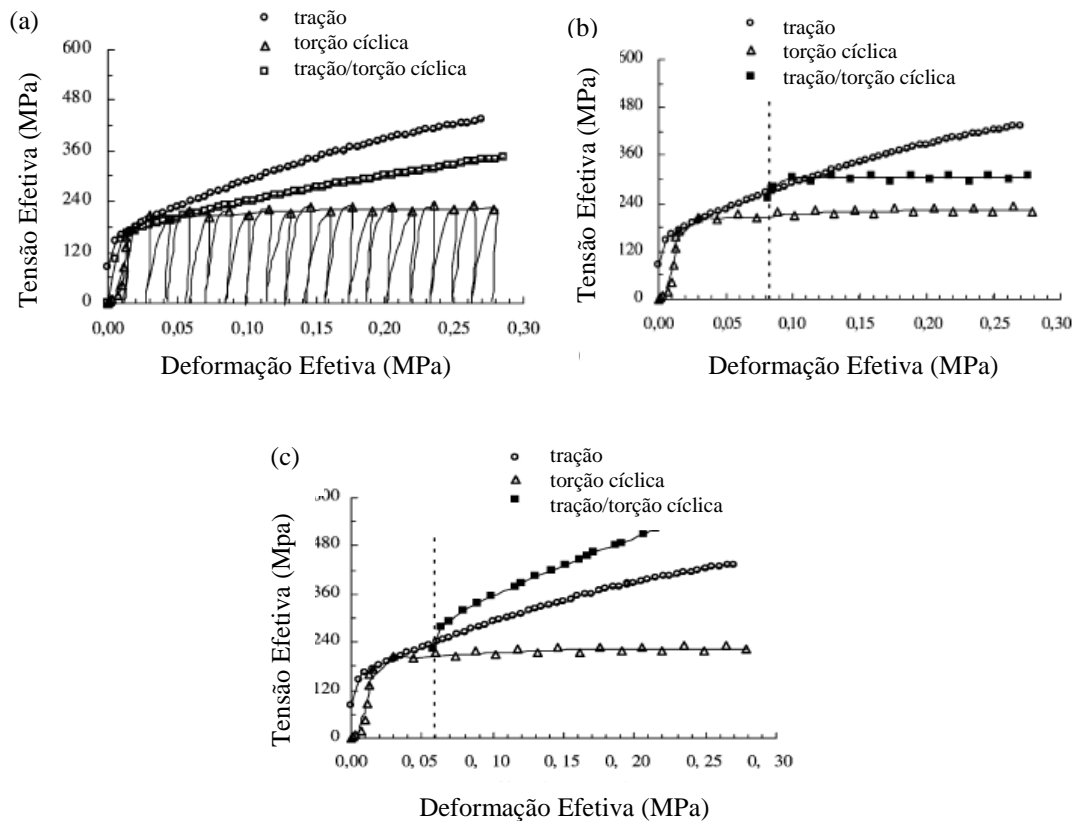 (a)
tração
torção cíclica
tração/torção cíclica
Tensão Efetiva (MPa)
600
480
360
240
120
0
0,00 0,05 0,10 0,15 0,20 0,25 0,30
Deformação Efetiva (MPa)
(b)
tração
torção cíclica
tração/torção cíclica
Tensão Efetiva (MPa)
600
480
360
240
120
0
0,00 0,05 0,10 0,15 0,20 0,25 0,30
Deformação Efetiva (MPa)
(c)
tração
torção cíclica
tração/torção cíclica
Tensão Efetiva (Mpa)
00
480
360
240
120
0
0,00 0, 05 0, 10 0, 15 0, 20 0, 25 0, 30
Deformação Efetiva (MPa)